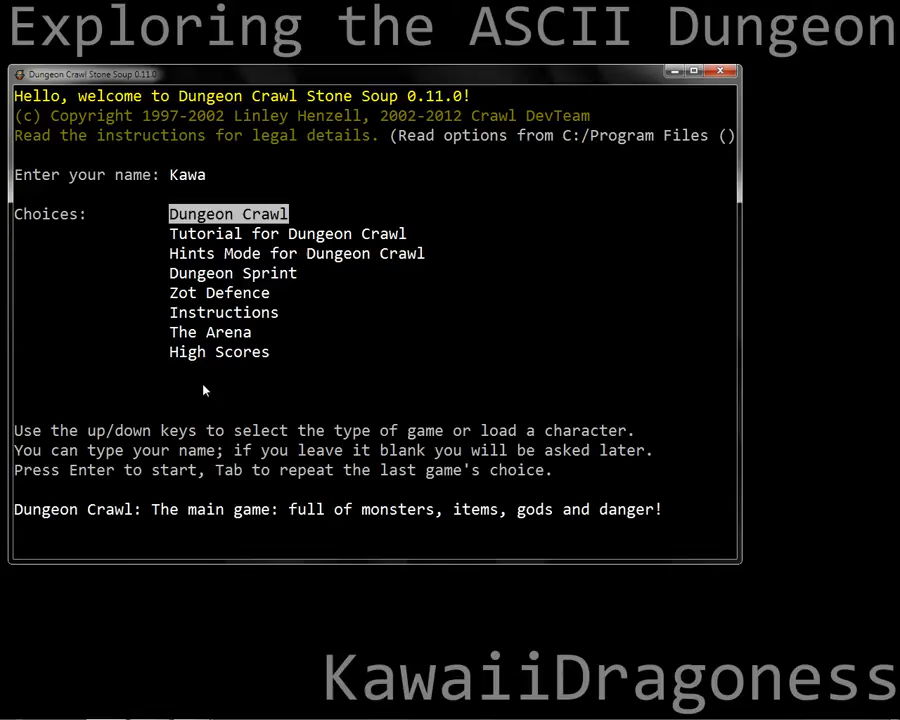 Exploring the ASCII Dungeon
Dungeon Crawl Stone Soup 0.11.0
Hello, welcome to Dungeon Crawl Stone Soup 0.11.0!
(c) Copyright 1997-2002 Linley Henzell, 2002-2012 Crawl DevTeam
Read the instructions for legal details. (Read options from C:/Program Files ()
Enter your name: Kawa
Choices: Dungeon Crawl
Tutorial for Dungeon Crawl
Hints Mode for Dungeon Crawl
Dungeon Sprint
Zot Defence
Instructions
The Arena
High Scores
Use the up/down keys to select the type of game or load a character.
You can type your name; if you leave it blank you will be asked later.
Press Enter to start, Tab to repeat the last game's choice.
Dungeon Crawl: The main game: full of monsters, items, gods and danger!
KawaiiDragoness